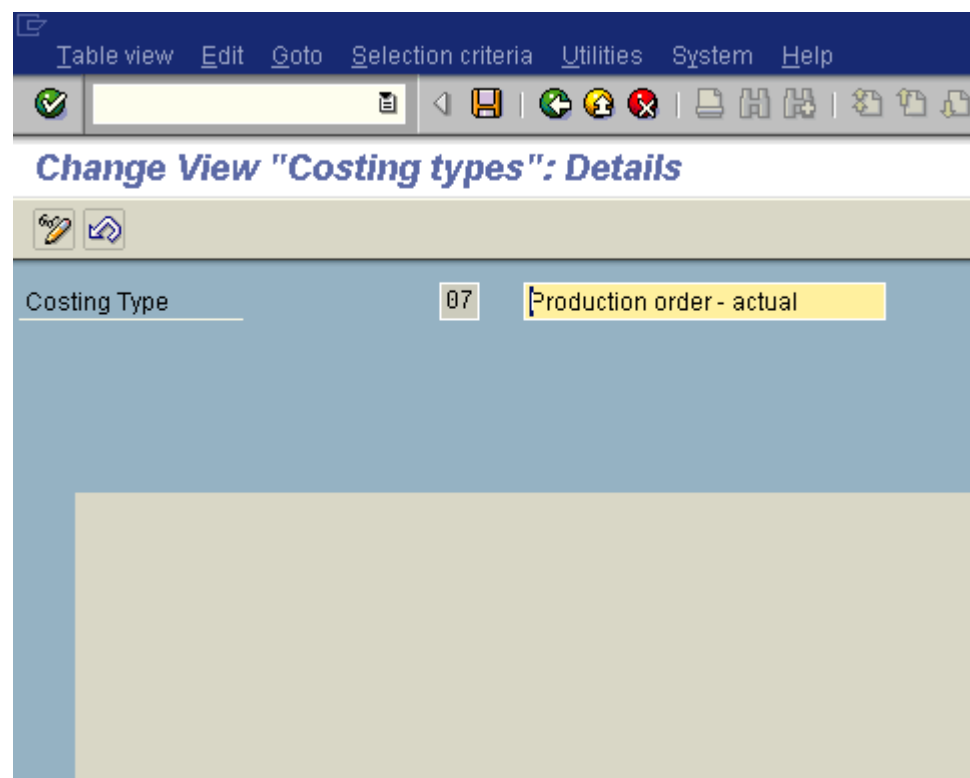 Table view Edit Goto Selection criteria Utilities System Help
Change View "Costing types": Details
Costing Type 07 Production order - actual